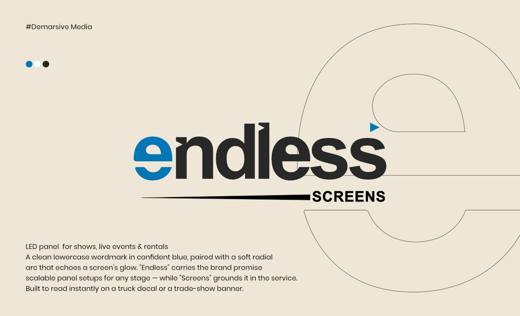 #Demarsive Media
endless
SCREENS
LED panel for shows, live events & rentals
A clean lowercase wordmark in confident blue, paired with a soft radial
arc that echoes a screen's glow. "Endless" carries the brand promise
scalable panel setups for any stage — while "Screens" grounds it in the service.
Built to read instantly on a truck decal or a trade-show banner.